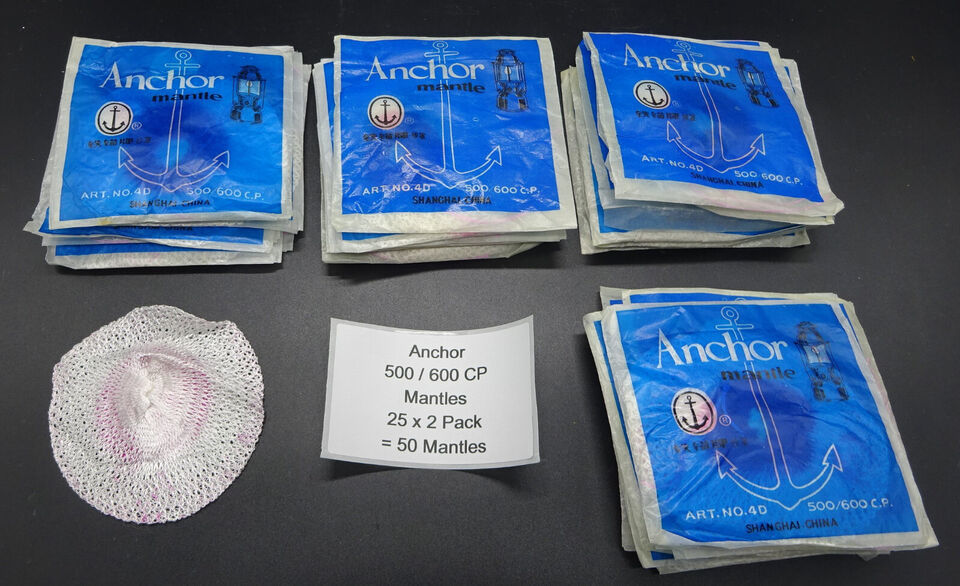 Anchor
mantle
®
ART. NO. 4D 500/600 C.P.
SHANGHAI·CHINA
Anchor
mantle
®
ART. NO. 4D 500/600 C.P.
SHANGHAI·CHINA
Anchor
mantle
®
ART. NO. 4D 500/600 C.P.
SHANGHAI·CHINA
Anchor
500 / 600 CP
Mantles
25 x 2 Pack
= 50 Mantles
Anchor
mantle
®
ART. NO. 4D 500/600 C.P.
SHANGHAI·CHINA